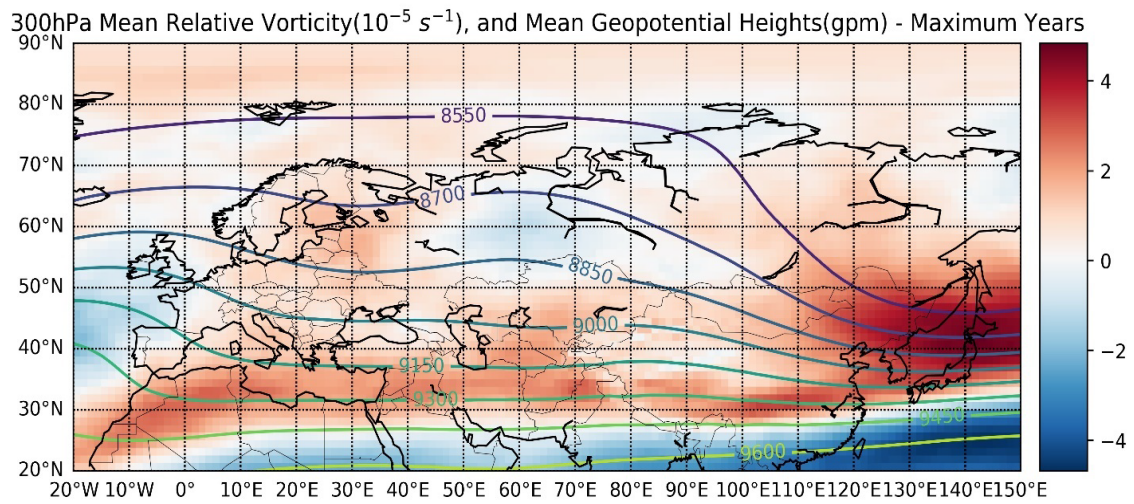 300hPa Mean Relative Vorticity(10⁻⁵ s⁻¹), and Mean Geopotential Heights(gpm) - Maximum Years
90°N
80°N
70°N
60°N
50°N
40°N
30°N
20°N
8550
8700
8850
9000
9150
9300
9450
9600
20°W 10°W 0° 10°E 20°E 30°E 40°E 50°E 60°E 70°E 80°E 90°E 100°E 110°E 120°E 130°E 140°E 150°E
4
2
0
−2
−4